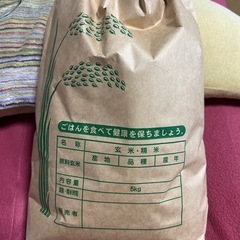 ごはんを食べて健康を保ちましょう。
名称 玄米・精米
原料玄米 産地 品種 産年
内容量 5kg